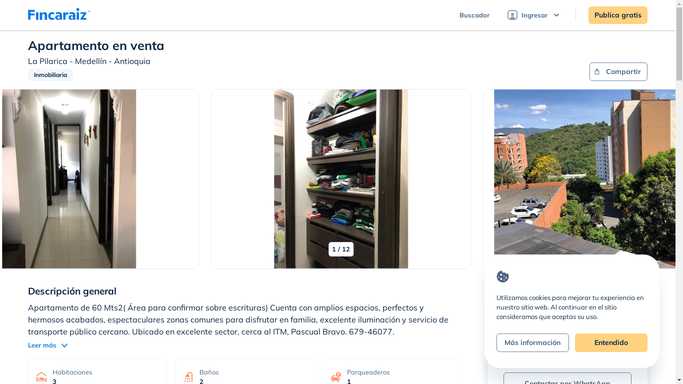 Fincaraiz
Buscador
Ingresar
Publica gratis
Apartamento en venta
La Pilarica - Medellín - Antioquia
Inmobiliaria
Compartir
1 / 12
Descripción general
Apartamento de 60 Mts2( Área para confirmar sobre escrituras) Cuenta con amplios espacios, perfectos y
hermosos acabados, espectaculares zonas comunes para disfrutar en familia, excelente iluminación y servicio de
transporte público cercano. Ubicado en excelente sector, cerca al ITM, Pascual Bravo. 679-46077.
Leer más
Habitaciones
3
Baños
2
Parqueaderos
1
Utilizamos cookies para mejorar tu experiencia en
nuestro sitio web. Al continuar en el sitio
consideramos que aceptas su uso.
Más información
Entendido
Contactar por WhatsApp